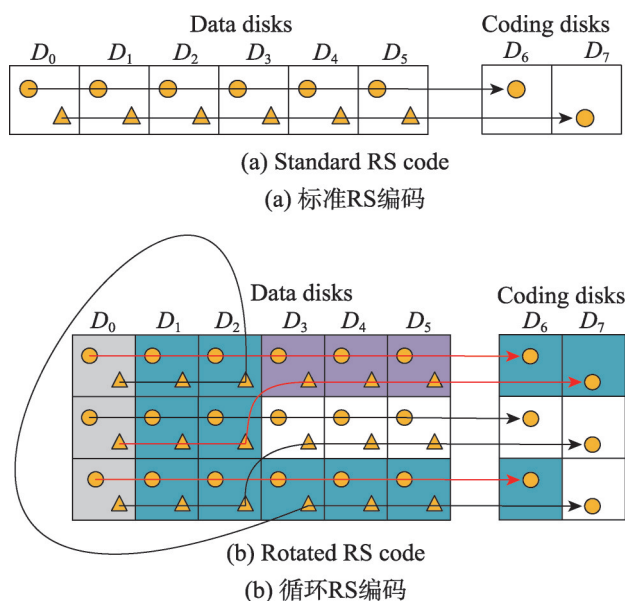 Data disks
Coding disks
D₀ D₁ D₂ D₃ D₄ D₅ D₆ D₇
(a) Standard RS code
(a) 标准RS编码
Data disks
Coding disks
D₀ D₁ D₂ D₃ D₄ D₅ D₆ D₇
(b) Rotated RS code
(b) 循环RS编码